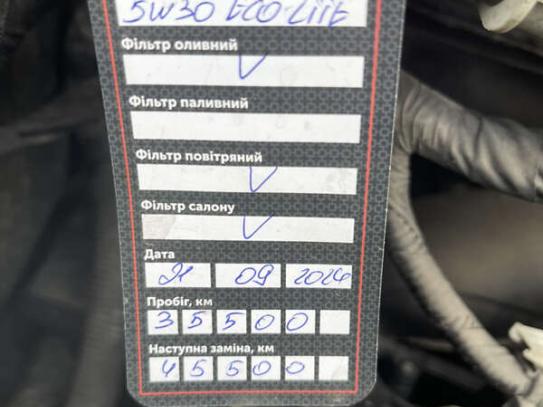 5W30 ECO-LITE
Фільтр оливний
V
Фільтр паливний
Фільтр повітряний
V
Фільтр салону
V
Дата
21 09 2024
Пробіг, км
35500
Наступна заміна, км
45500